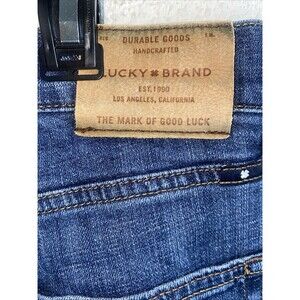 DURABLE GOODS
HANDCRAFTED
LUCKY BRAND
EST. 1990
LOS ANGELES, CALIFORNIA
THE MARK OF GOOD LUCK